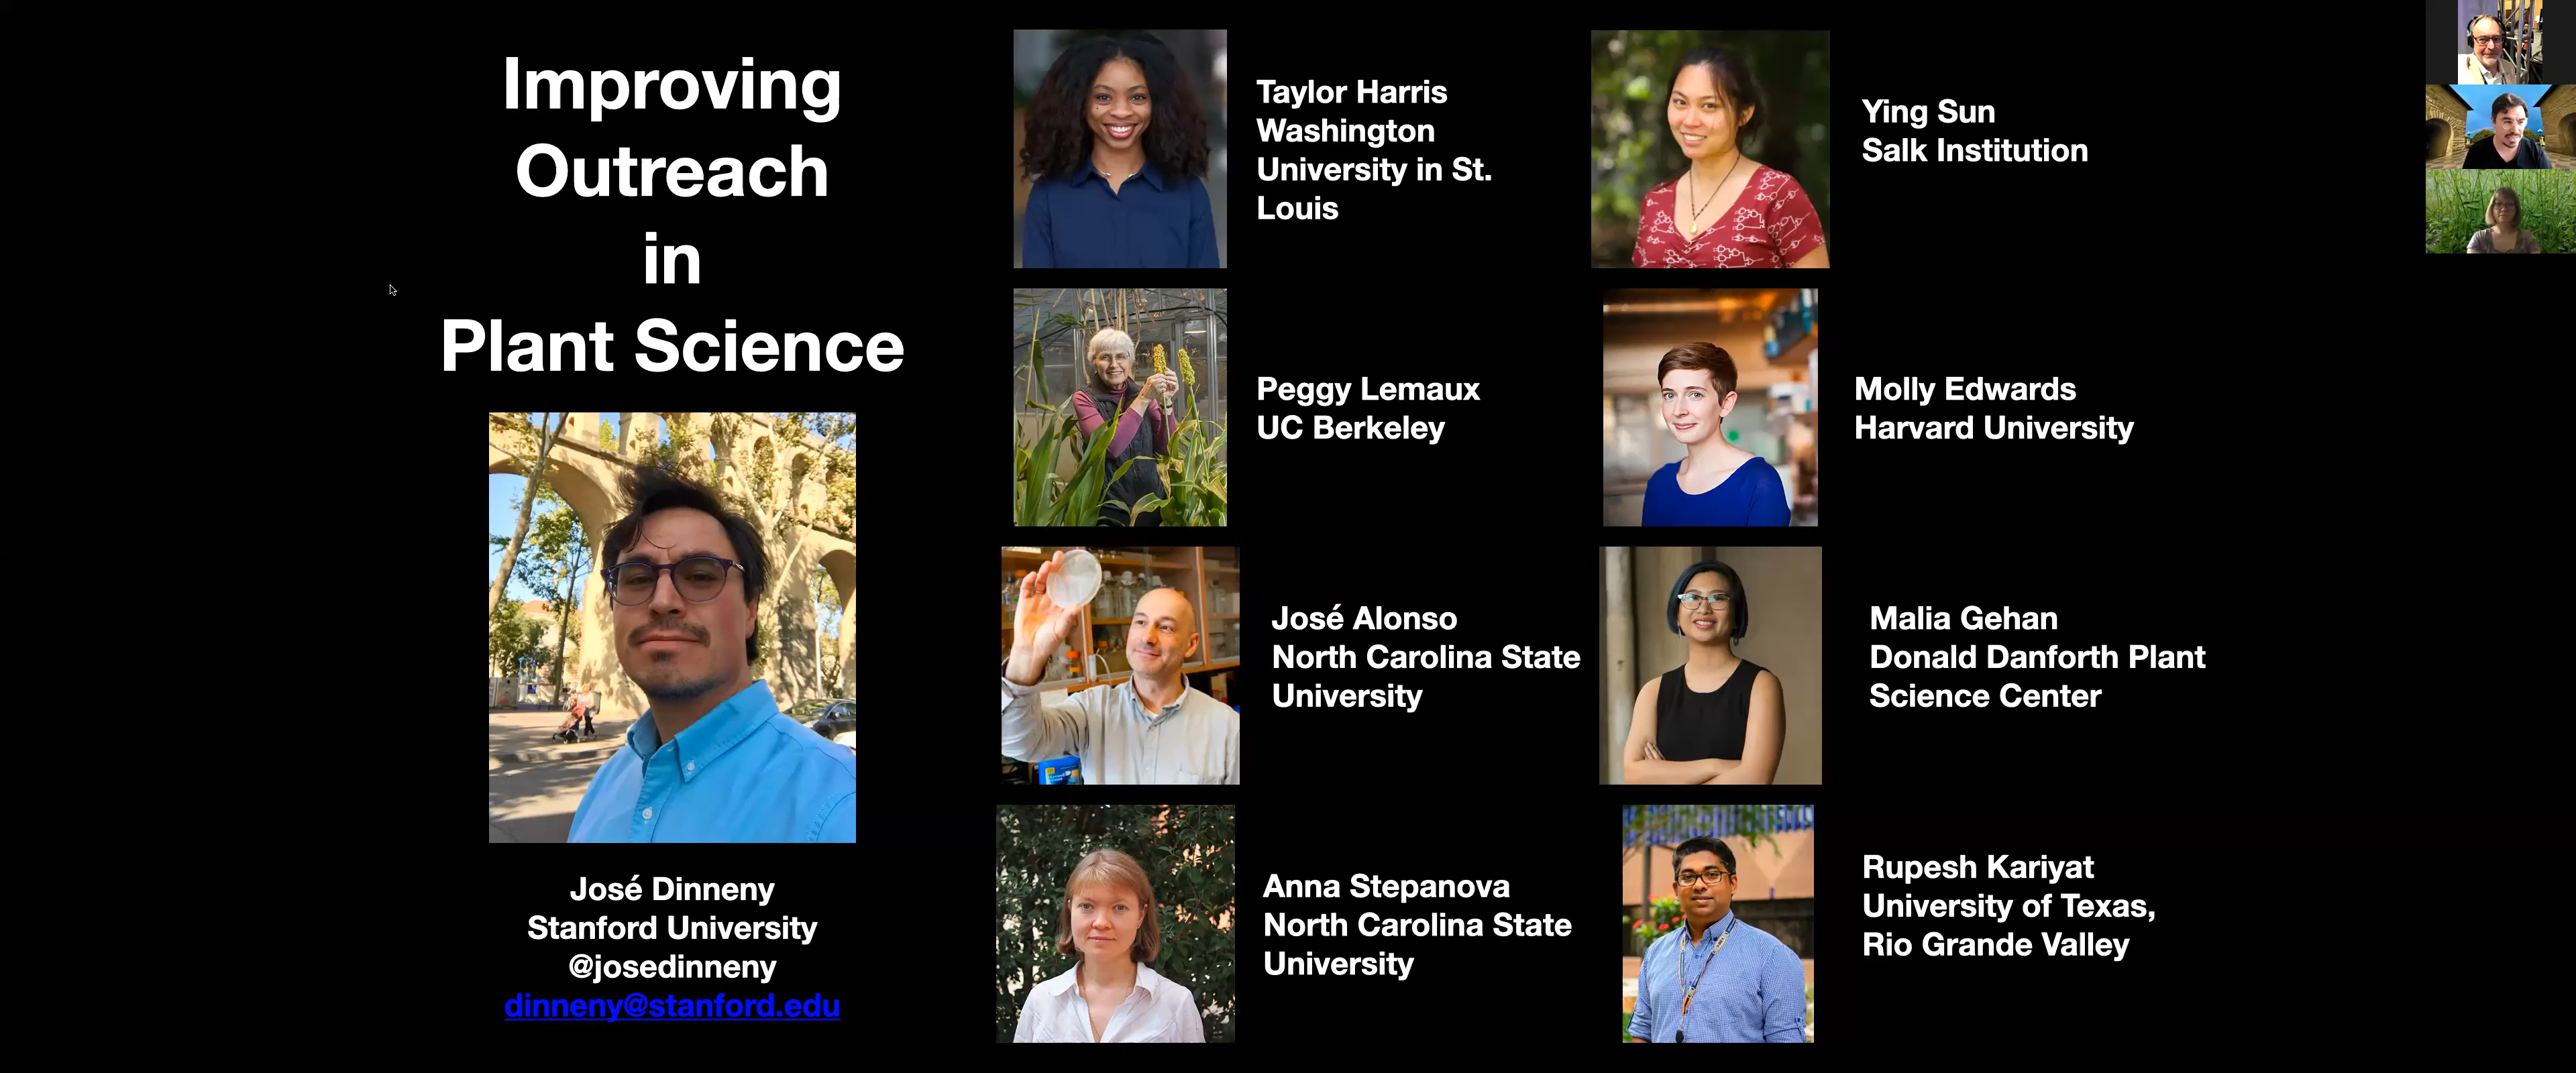 Improving
Outreach
in
Plant Science
José Dinneny
Stanford University
@josedinneny
dinneny@stanford.edu
Taylor Harris
Washington
University in St.
Louis
Peggy Lemaux
UC Berkeley
José Alonso
North Carolina State
University
Anna Stepanova
North Carolina State
University
Ying Sun
Salk Institution
Molly Edwards
Harvard University
Malia Gehan
Donald Danforth Plant
Science Center
Rupesh Kariyat
University of Texas,
Rio Grande Valley